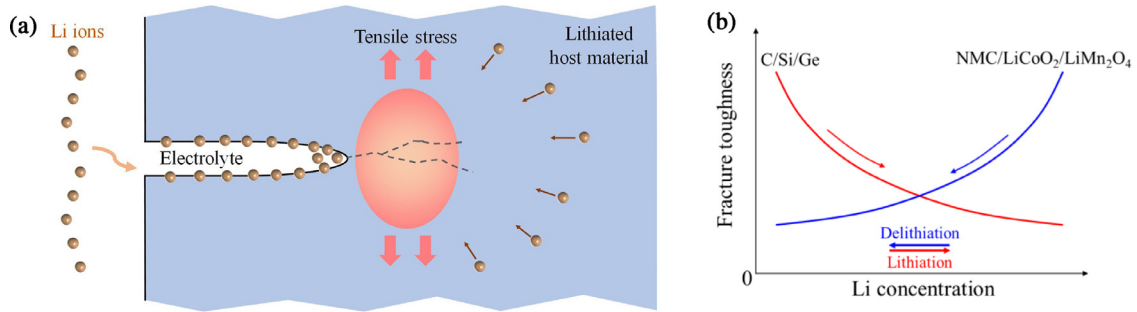 (a)
Li ions
Tensile stress
Lithiated
host material
Electrolyte
(b)
Fracture toughness
C/Si/Ge
NMC/LiCoO₂/LiMn₂O₄
Delithiation
Lithiation
0
Li concentration